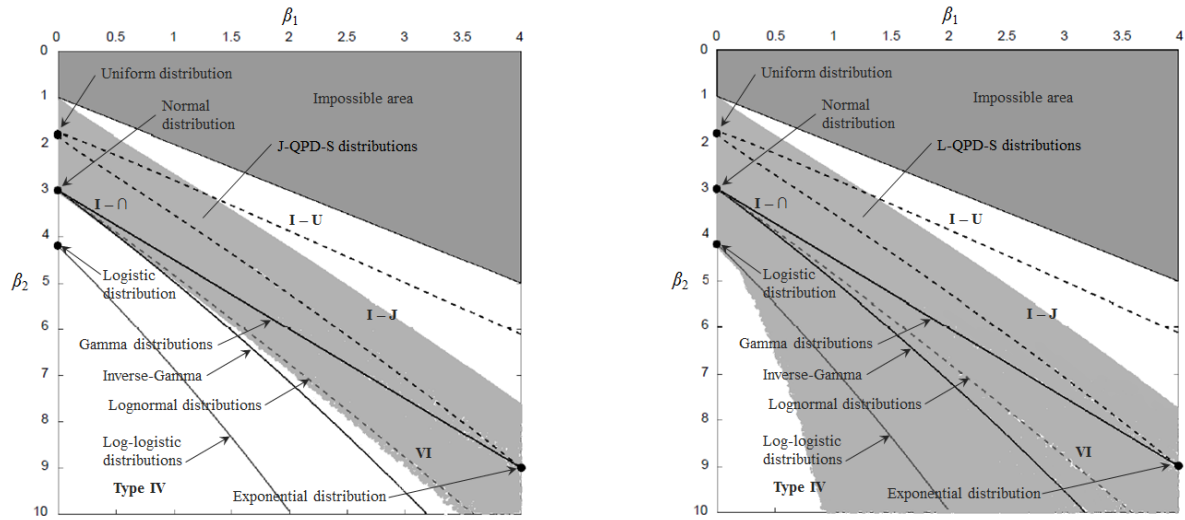 β1
0 0.5 1 1.5 2 2.5 3 3.5 4
0
1
2
3
4
5
6
7
8
9
10
β2
Uniform distribution
Normal
distribution
Impossible area
J-QPD-S distributions
I – ∩
I – U
Logistic
distribution
I – J
Gamma distributions
Inverse-Gamma
Lognormal distributions
Log-logistic
distributions
VI
Type IV
Exponential distribution
β1
0 0.5 1 1.5 2 2.5 3 3.5 4
0
1
2
3
4
5
6
7
8
9
10
β2
Uniform distribution
Normal
distribution
Impossible area
L-QPD-S distributions
I – ∩
I – U
Logistic
distribution
I – J
Gamma distributions
Inverse-Gamma
Lognormal distributions
Log-logistic
distributions
VI
Type IV
Exponential distribution